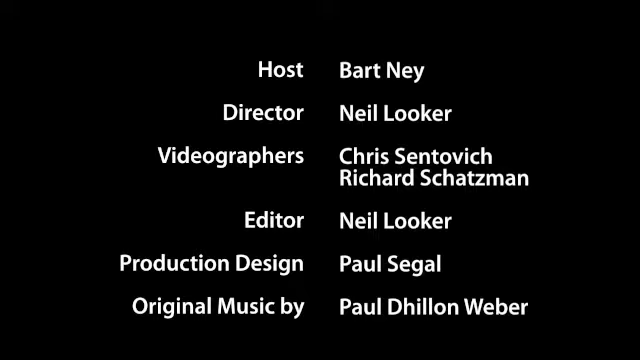 Host Bart Ney
Director Neil Looker
Videographers Chris Sentovich
Richard Schatzman
Editor Neil Looker
Production Design Paul Segal
Original Music by Paul Dhillon Weber